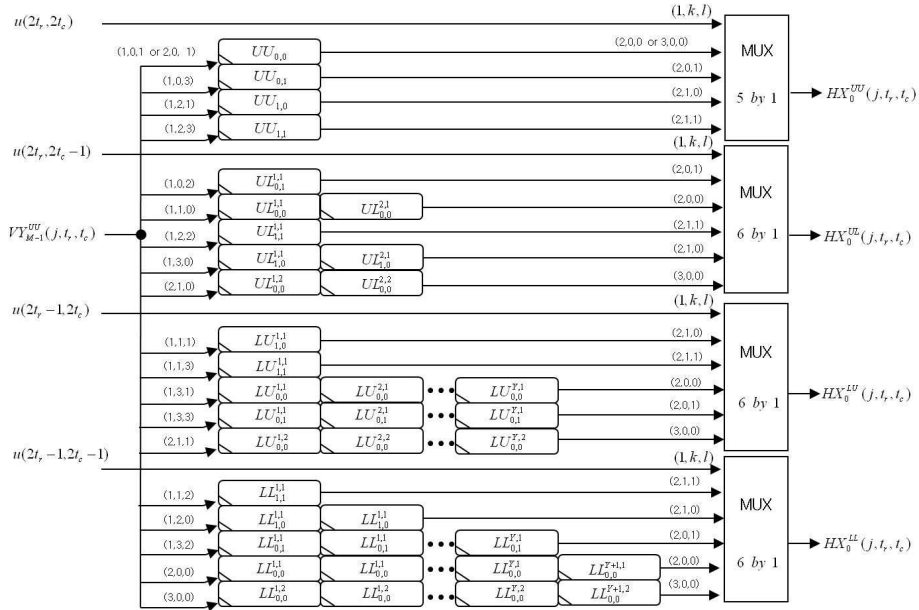 u(2t_r, 2t_c) (1, k, l)
MUX
5 by 1
HX_0^{UU}(j, t_r, t_c)
(1,0,1 or 2,0, 1) UU_{0,0} (2,0,0 or 3,0,0)
(1,0,3) UU_{0,1} (2,0,1)
(1,2,1) UU_{1,0} (2,1,0)
(1,2,3) UU_{1,1} (2,1,1)
u(2t_r, 2t_c − 1) (1, k, l)
MUX
6 by 1
HX_0^{UL}(j, t_r, t_c)
VY_{M-1}^{UU}(j, t_r, t_c)
(1,0,2) UL_{0,1}^{1,1} (2,0,1)
(1,1,0) UL_{0,0}^{1,1} UL_{0,0}^{2,1} (2,0,0)
(1,2,2) UL_{1,1}^{1,1} (2,1,1)
(1,3,0) UL_{1,0}^{1,1} UL_{1,0}^{2,1} (2,1,0)
(2,1,0) UL_{0,0}^{1,2} UL_{0,0}^{2,2} (3,0,0)
u(2t_r − 1, 2t_c) (1, k, l)
MUX
6 by 1
HX_0^{LU}(j, t_r, t_c)
(1,1,1) LU_{1,0}^{1,1} (2,1,0)
(1,1,3) LU_{1,1}^{1,1} (2,1,1)
(1,3,1) LU_{0,0}^{1,1} LU_{0,0}^{2,1} ••• LU_{0,0}^{Y,1} (2,0,0)
(1,3,3) LU_{0,1}^{1,1} LU_{0,1}^{2,1} ••• LU_{0,1}^{Y,1} (2,0,1)
(2,1,1) LU_{0,0}^{1,2} LU_{0,0}^{2,2} ••• LU_{0,0}^{Y,2} (3,0,0)
u(2t_r − 1, 2t_c − 1) (1, k, l)
MUX
6 by 1
HX_0^{LL}(j, t_r, t_c)
(1,1,2) LL_{1,1}^{1,1} (2,1,1)
(1,2,0) LL_{1,0}^{1,1} LL_{1,0}^{1,1} (2,1,0)
(1,3,2) LL_{0,1}^{1,1} LL_{0,1}^{1,1} ••• LL_{0,1}^{Y,1} (2,0,1)
(2,0,0) LL_{0,0}^{1,1} LL_{0,0}^{1,1} ••• LL_{0,0}^{Y,1} LL_{0,0}^{Y+1,1} (2,0,0)
(3,0,0) LL_{0,0}^{1,2} LL_{0,0}^{1,2} ••• LL_{0,0}^{Y,2} LL_{0,0}^{Y+1,2} (3,0,0)